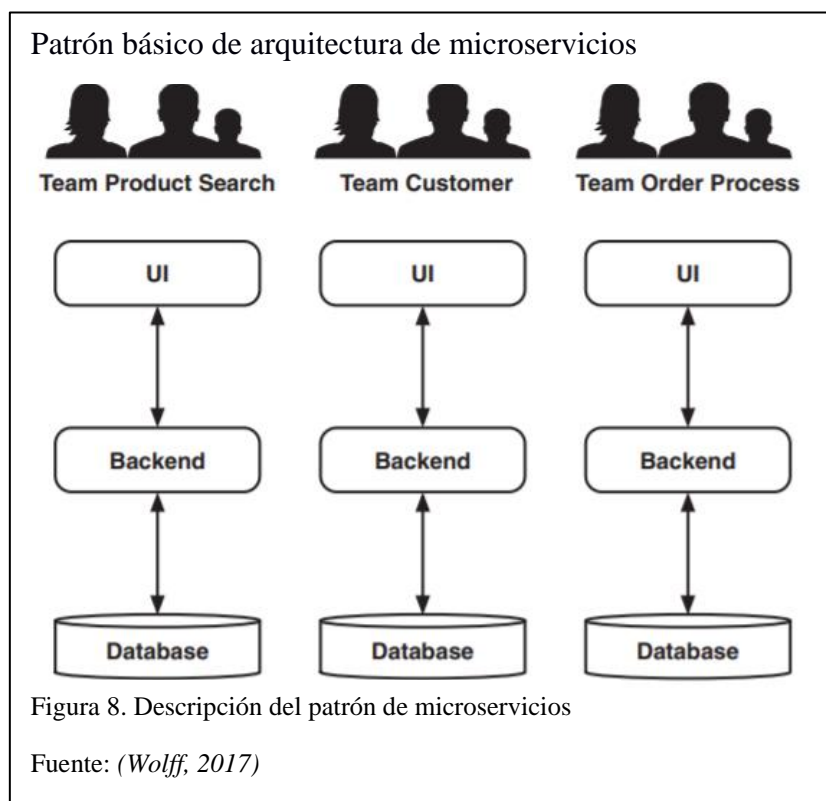 Patrón básico de arquitectura de microservicios
Team Product Search Team Customer Team Order Process
UI UI UI
Backend Backend Backend
Database Database Database
Figura 8. Descripción del patrón de microservicios
Fuente: (Wolff, 2017)